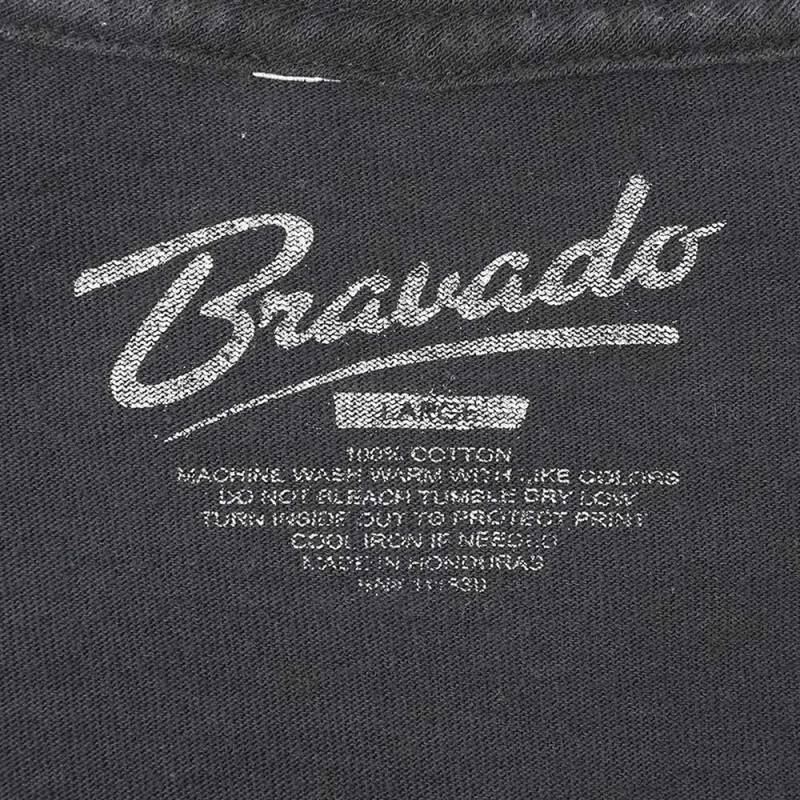 Bravado
LARGE
100% COTTON
MACHINE WASH WARM WITH LIKE COLORS
DO NOT BLEACH TUMBLE DRY LOW
TURN INSIDE OUT TO PROTECT PRINT
COOL IRON IF NEEDED
MADE IN HONDURAS